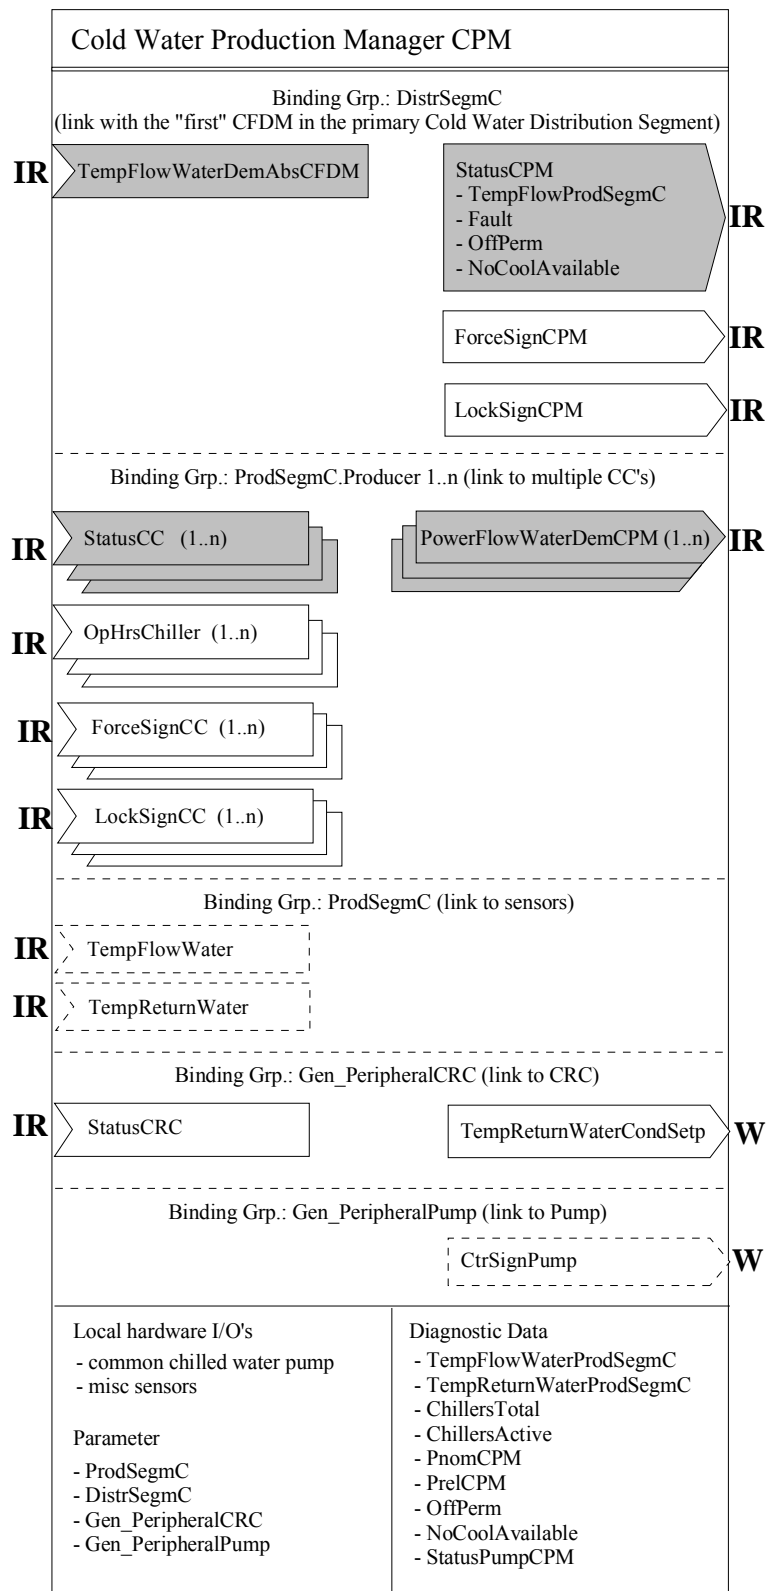 Cold Water Production Manager CPM
Binding Grp.: DistrSegmC
(link with the "first" CFDM in the primary Cold Water Distribution Segment)
IR TempFlowWaterDemAbsCFDM
StatusCPM
- TempFlowProdSegmC
- Fault
- OffPerm
- NoCoolAvailable
IR
ForceSignCPM IR
LockSignCPM IR
Binding Grp.: ProdSegmC.Producer 1..n (link to multiple CC's)
IR StatusCC (1..n) PowerFlowWaterDemCPM (1..n) IR
IR OpHrsChiller (1..n)
IR ForceSignCC (1..n)
IR LockSignCC (1..n)
Binding Grp.: ProdSegmC (link to sensors)
IR TempFlowWater
IR TempReturnWater
Binding Grp.: Gen_PeripheralCRC (link to CRC)
IR StatusCRC TempReturnWaterCondSetp W
Binding Grp.: Gen_PeripheralPump (link to Pump)
CtrSignPump W
Local hardware I/O's
- common chilled water pump
- misc sensors
Parameter
- ProdSegmC
- DistrSegmC
- Gen_PeripheralCRC
- Gen_PeripheralPump
Diagnostic Data
- TempFlowWaterProdSegmC
- TempReturnWaterProdSegmC
- ChillersTotal
- ChillersActive
- PnomCPM
- PrelCPM
- OffPerm
- NoCoolAvailable
- StatusPumpCPM